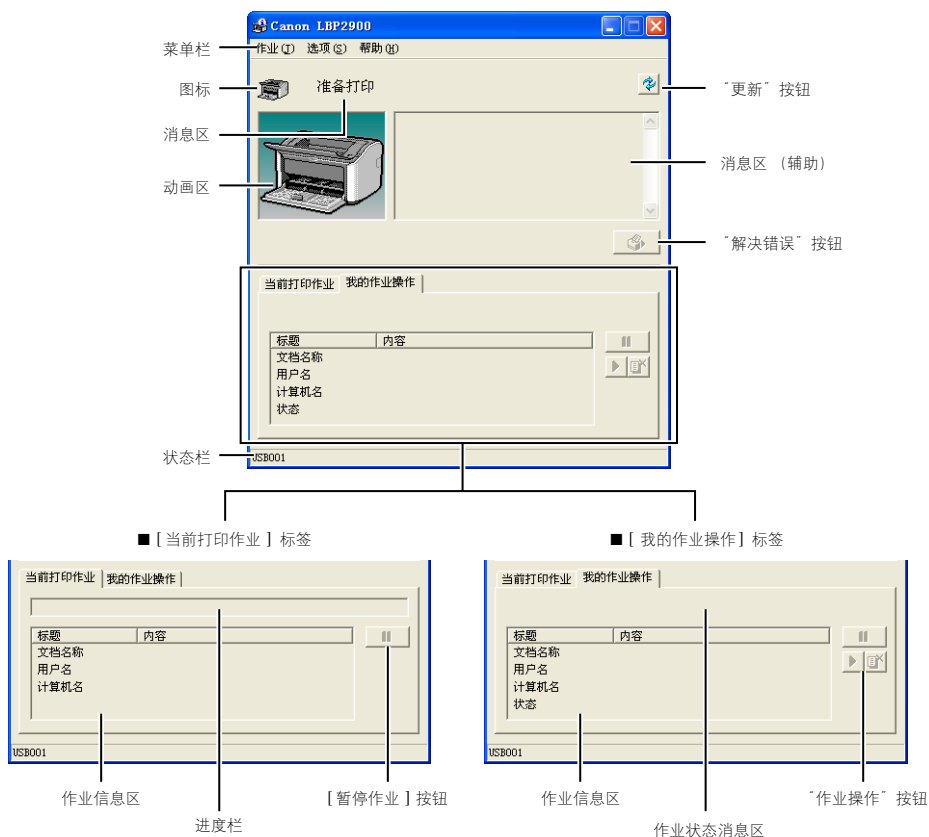 Canon LBP2900
菜单栏
作业(J) 选项(S) 帮助(H)
图标
准备打印
"更新" 按钮
消息区
消息区 (辅助)
动画区
"解决错误" 按钮
当前打印作业 我的作业操作
标题 内容
文档名称
用户名
计算机名
状态
状态栏
USB001
■ [ 当前打印作业 ] 标签
■ [ 我的作业操作 ] 标签
当前打印作业 我的作业操作
标题 内容
文档名称
用户名
计算机名
USB001
作业信息区
[ 暂停作业 ] 按钮
进度栏
当前打印作业 我的作业操作
标题 内容
文档名称
用户名
计算机名
状态
USB001
作业信息区
"作业操作" 按钮
作业状态消息区